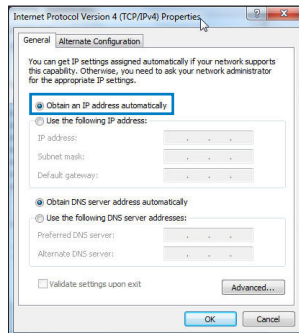 Internet Protocol Version 4 (TCP/IPv4) Properties
General
Alternate Configuration
You can get IP settings assigned automatically if your network supports
this capability. Otherwise, you need to ask your network administrator
for the appropriate IP settings.
Obtain an IP address automatically
Use the following IP address:
IP address:
Subnet mask:
Default gateway:
Obtain DNS server address automatically
Use the following DNS server addresses:
Preferred DNS server:
Alternate DNS server:
Validate settings upon exit
Advanced...
OK
Cancel